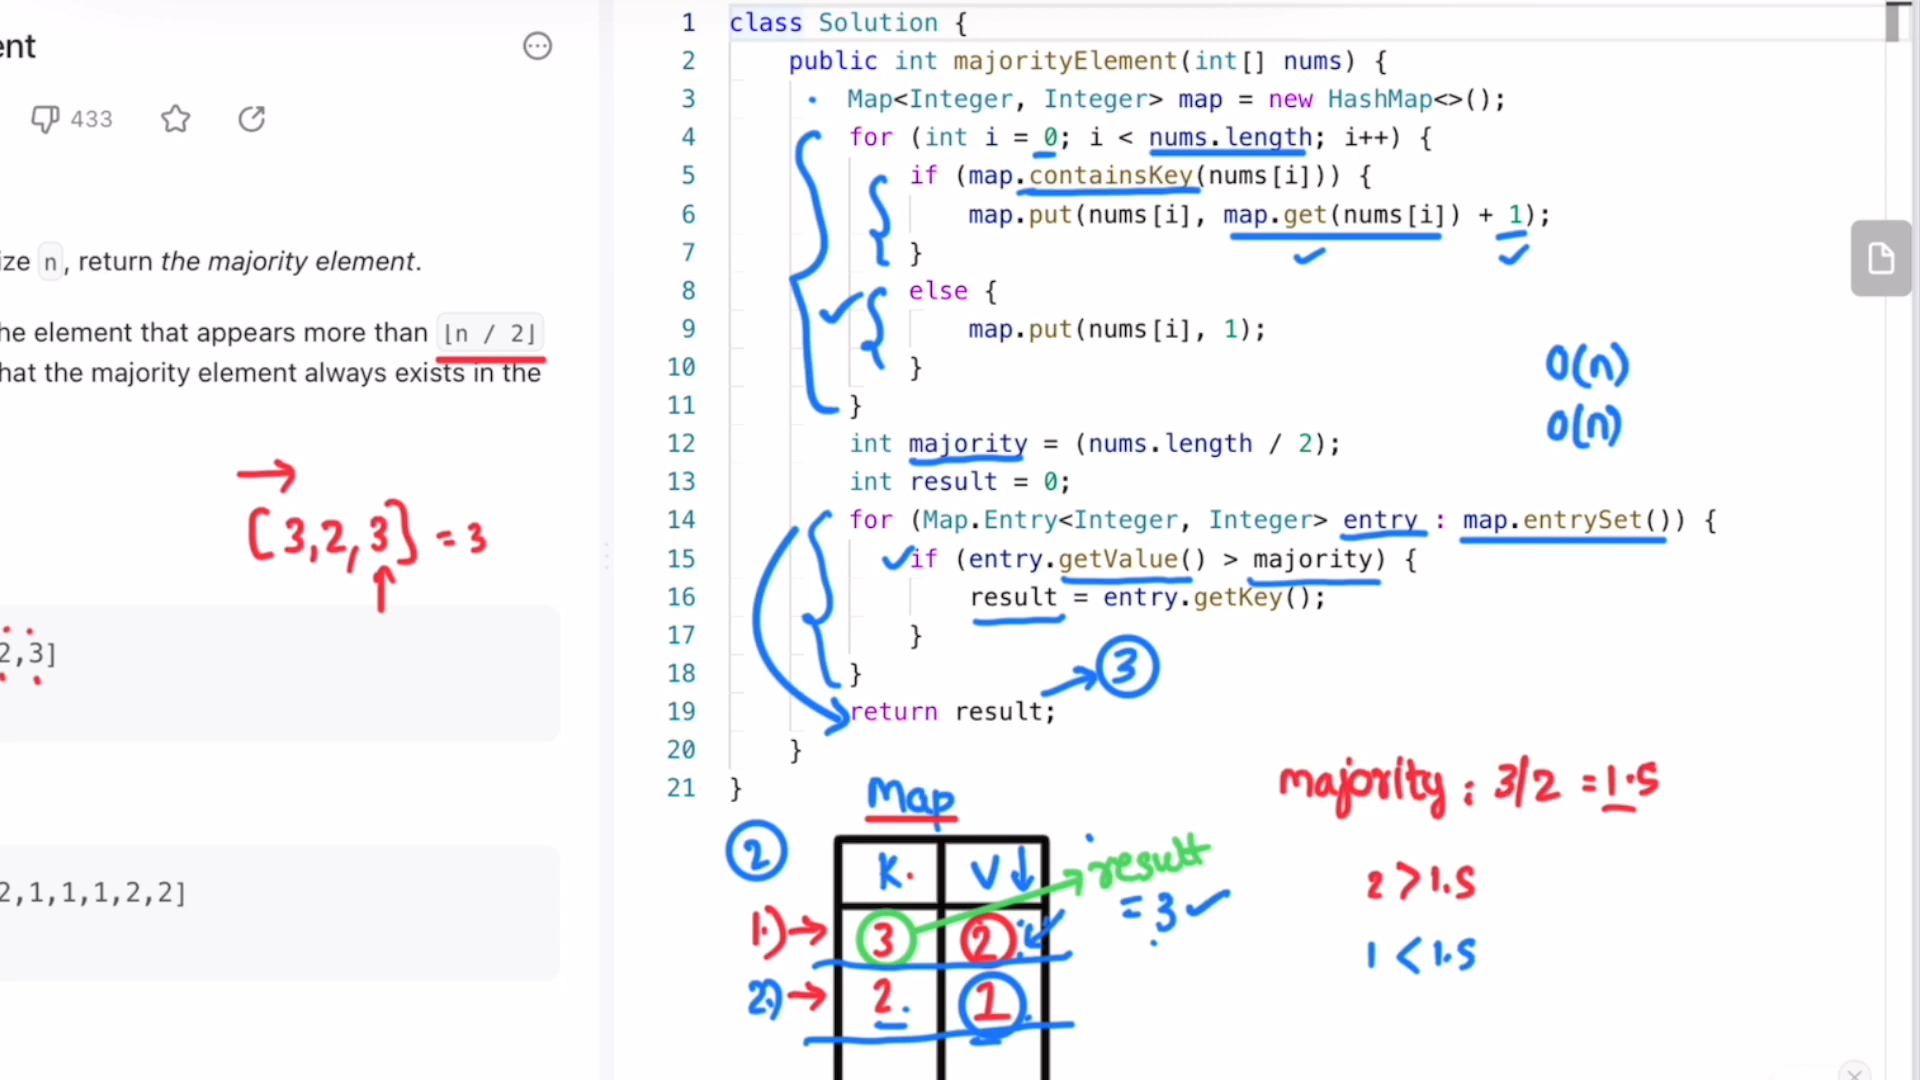 ent
433
ize n, return the majority element.
he element that appears more than ⌊n / 2⌋
hat the majority element always exists in the
[3,2,3] = 3
2,3]
2,1,1,1,2,2]
1 class Solution {
2 public int majorityElement(int[] nums) {
3 Map<Integer, Integer> map = new HashMap<>();
4 for (int i = 0; i < nums.length; i++) {
5 if (map.containsKey(nums[i])) {
6 map.put(nums[i], map.get(nums[i]) + 1);
7 }
8 else {
9 map.put(nums[i], 1);
10 }
11 }
12 int majority = (nums.length / 2);
13 int result = 0;
14 for (Map.Entry<Integer, Integer> entry : map.entrySet()) {
15 if (entry.getValue() > majority) {
16 result = entry.getKey();
17 }
18 }
19 return result;
20 }
21 }
O(n)
O(n)
3
Map
2
K. V
1.) 3 2
2.) 2. 1
result
= 3
majority : 3/2 = 1.5
2 > 1.5
1 < 1.5